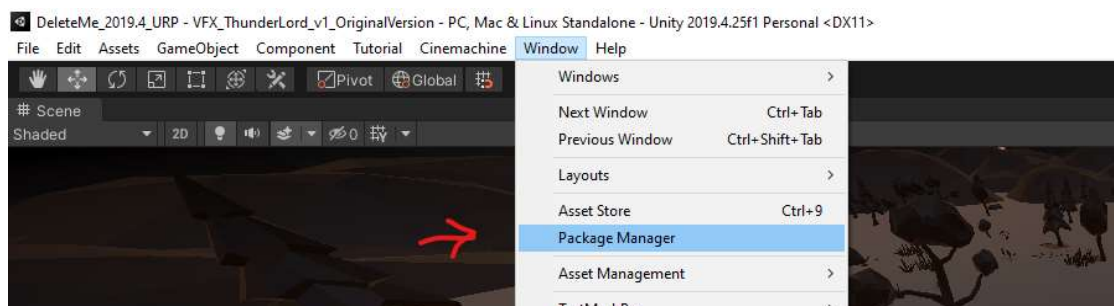 DeleteMe_2019.4_URP - VFX_ThunderLord_v1_OriginalVersion - PC, Mac & Linux Standalone - Unity 2019.4.25f1 Personal <DX11>
File Edit Assets GameObject Component Tutorial Cinemachine Window Help
Pivot Global
Windows >
# Scene
Next Window Ctrl+Tab
Shaded 2D 0
Previous Window Ctrl+Shift+Tab
Layouts >
Asset Store Ctrl+9
Package Manager
Asset Management >